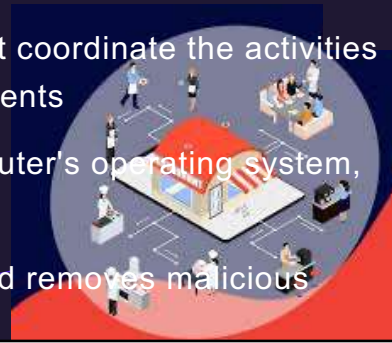 t coordinate the activities
ents
uter's operating system,
d removes malicious